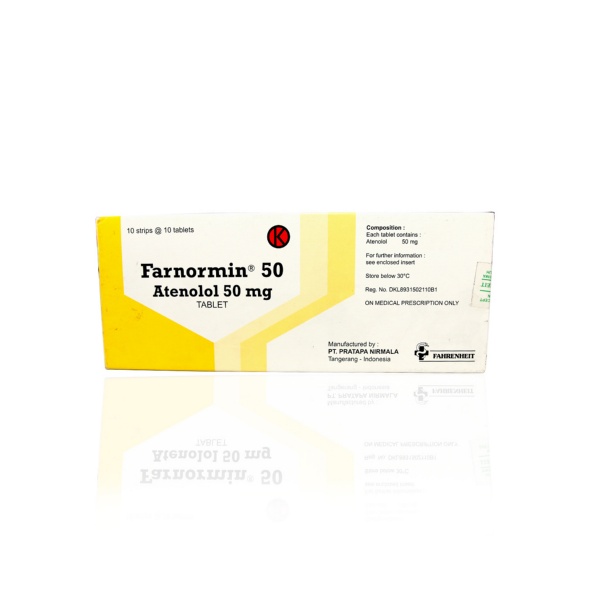 10 strips @ 10 tablets
K
Farnormin® 50
Atenolol 50 mg
TABLET
Composition :
Each tablet contains :
Atenolol 50 mg
For further information :
see enclosed insert
Store below 30°C
Reg. No. DKL8931502110B1
ON MEDICAL PRESCRIPTION ONLY
Manufactured by :
PT. PRATAPA NIRMALA
Tangerang - Indonesia
FAHRENHEIT